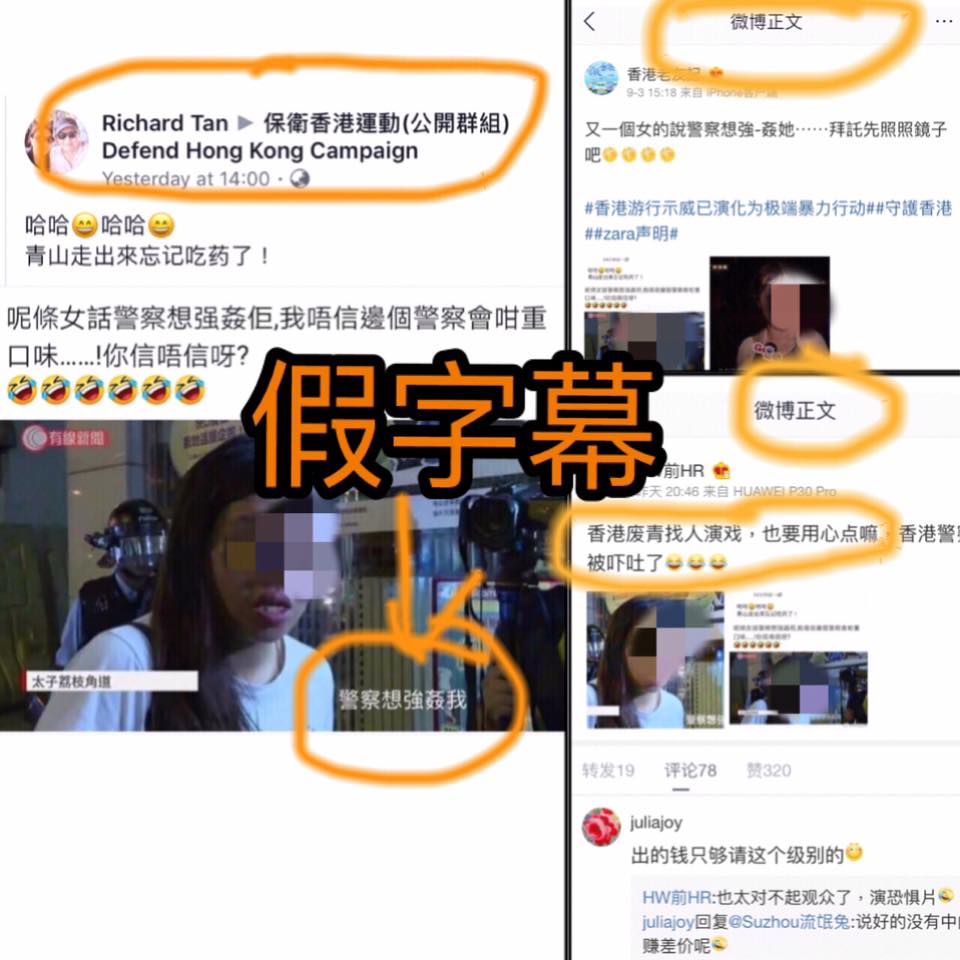 Richard Tan ▶ 保衛香港運動(公開群組)
Defend Hong Kong Campaign
Yesterday at 14:00 ·
哈哈😄哈哈😄
青山走出來忘记吃药了！
呢條女話警察想强姦佢,我唔信邊個警察會咁重
口味......!你信唔信呀?
🤣🤣🤣🤣🤣🤣
有線新聞
太子荔枝角道
警察想強姦我
假字幕
微博正文
香港老友記
9-3 15:18 来自 iPhone客户端
又一個女的說警察想強-姦她⋯⋯拜託先照照鏡子
吧
#香港游行示威已演化为极端暴力行动##守護香港
##zara声明#
微博正文
前HR
昨天 20:46 来自 HUAWEI P30 Pro
香港废青找人演戏，也要用心点嘛，香港警察
被吓吐了😂😂😂
转发19 评论78 赞320
juliajoy
出的钱只够请这个级别的
HW前HR:也太对不起观众了，演恐惧片
juliajoy回复@Suzhou流氓兔:说好的没有中
赚差价呢